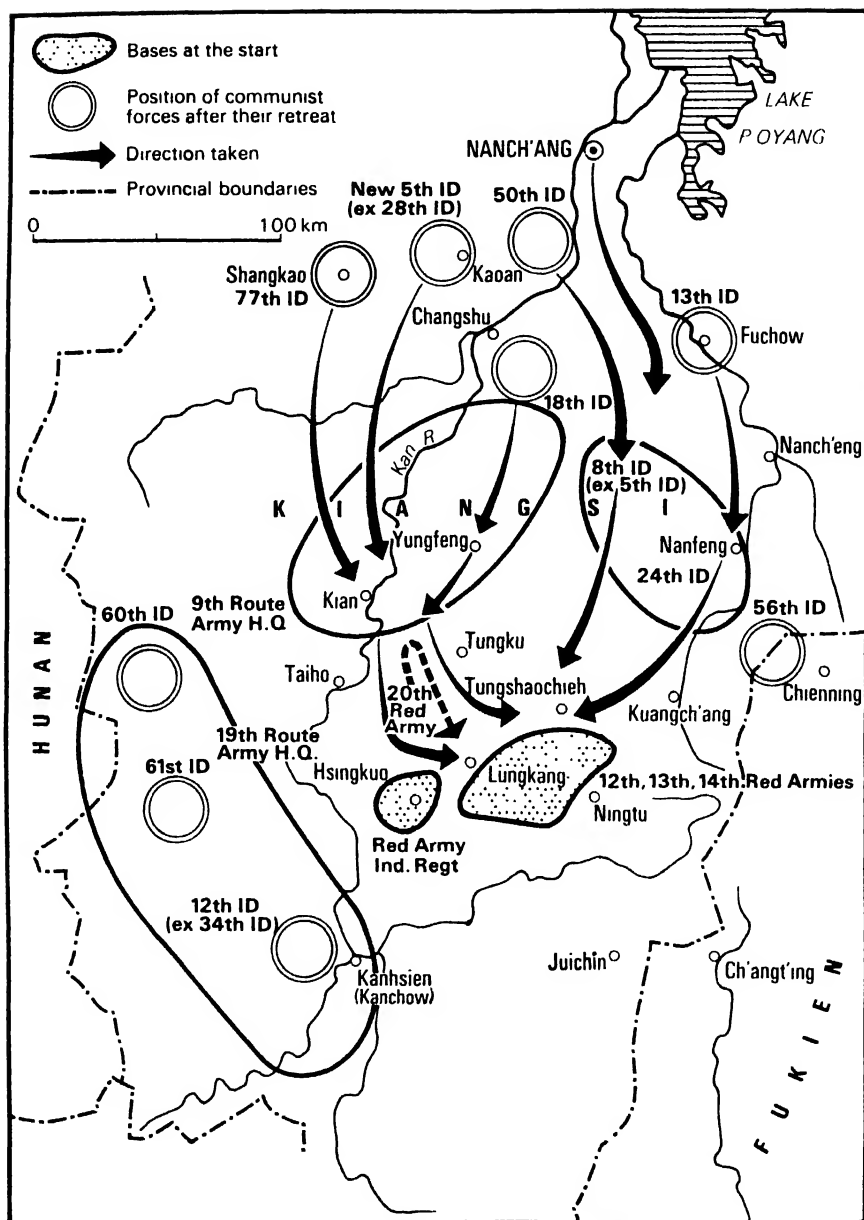 Bases at the start
Position of communist
forces after their retreat
Direction taken
Provincial boundaries
0 100 km
LAKE
POYANG
NANCH'ANG
New 5th ID
(ex 28th ID)
50th ID
Shangkao
77th ID
Kaoan
Changshu
13th ID
Fuchow
18th ID
Kan R
Nanch'eng
8th ID
(ex 5th ID)
K I A N G S I
Yungfeng
Nanfeng
24th ID
Kian
9th Route
Army H.Q.
60th ID
56th ID
HUNAN
Tungku
Taiho
Tungshaochieh
Chienning
Kuangch'ang
20th
Red
Army
19th Route
Army H.Q.
61st ID
Hsingkuo
Lungkang
12th, 13th, 14th Red Armies
Ningtu
Red Army
Ind. Regt
12th ID
(ex 34th ID)
Kanhsien
(Kanchow)
Juichin
Ch'angt'ing
FUKIEN